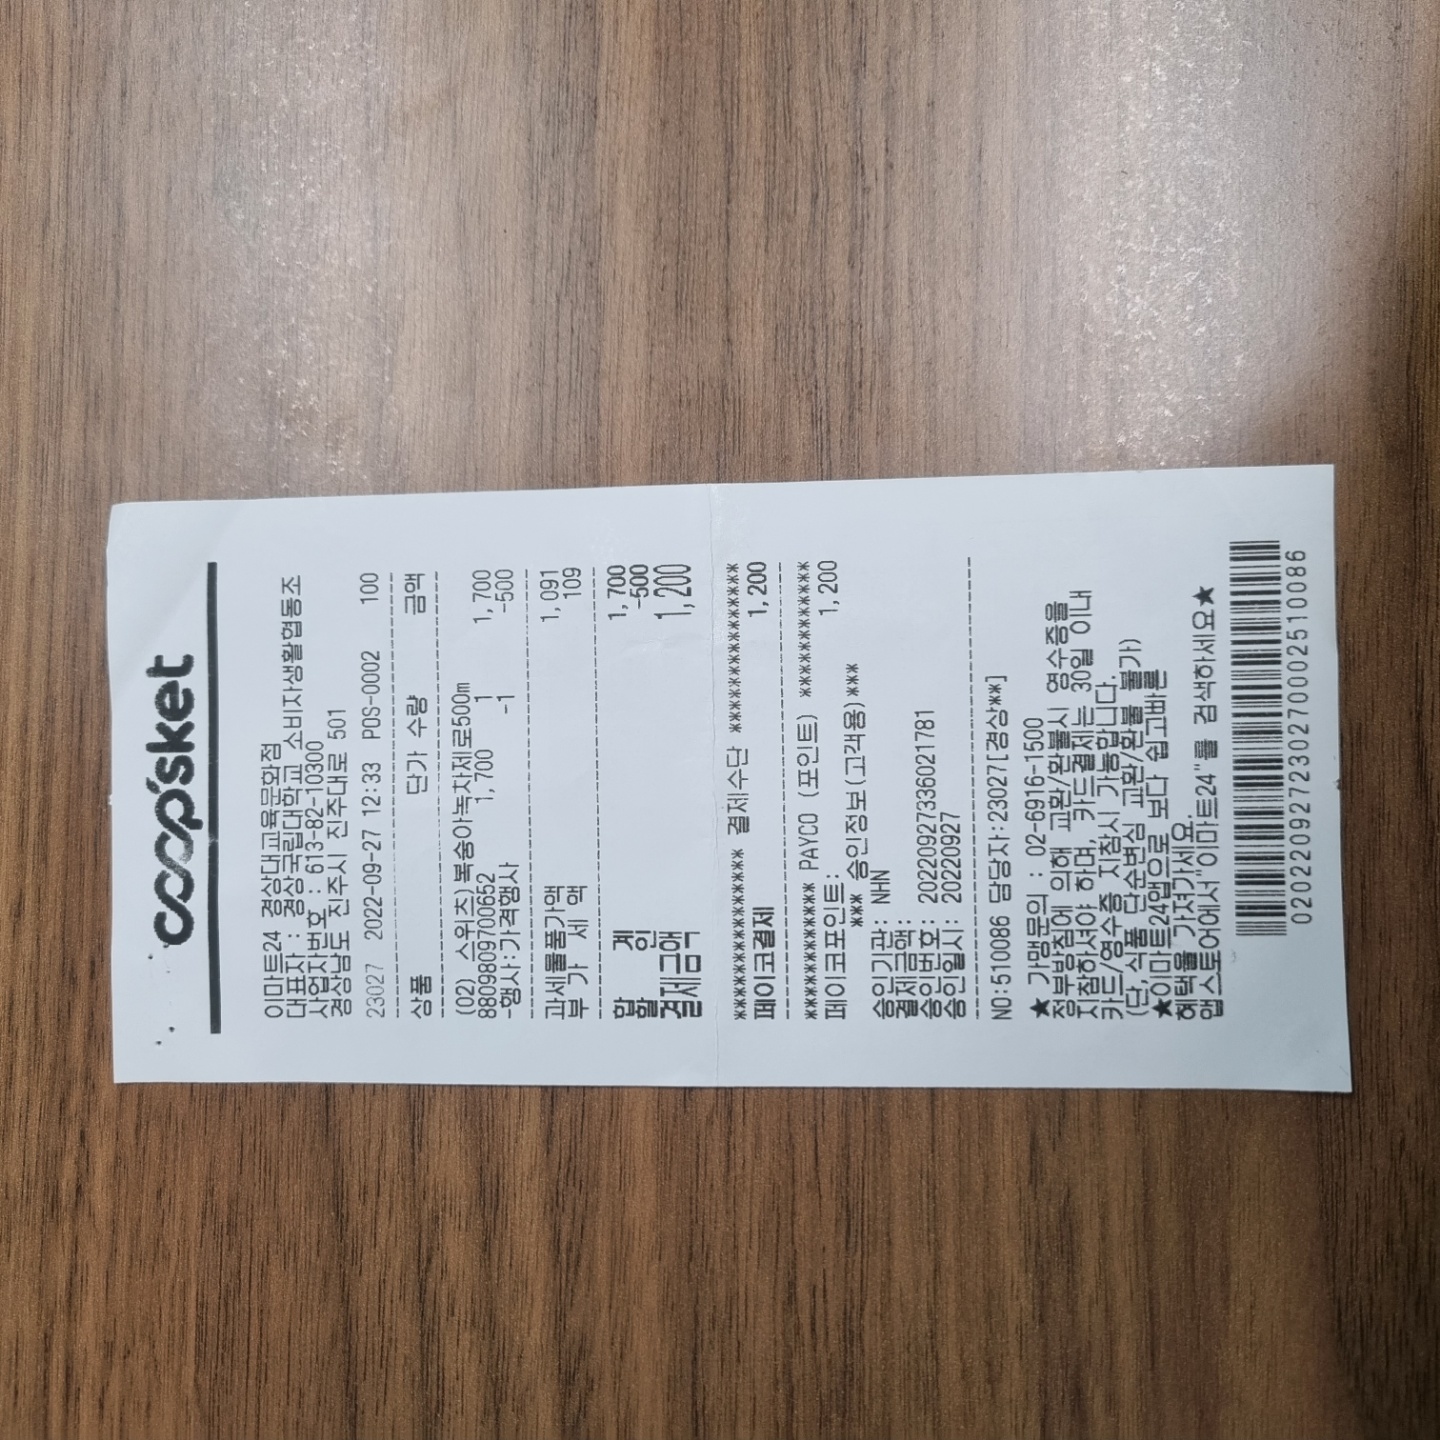 coop'sket
이마트24 경상대교육문화점
대표자 : 경상국립대학교 소비자생활협동조
사업자번호 : 613-82-10300
경상남도 진주시 진주대로 501
23027 2022-09-27 12:33 POS-0002 100
상품 단가 수량 금액
(02) 스위츠)복숭아녹차제로500m
8809809700652 1,700 1 1,700
-행사:가격행사 -1 -500
과세물품가액 1,091
부 가 세 액 109
합 계 1,700
할 인 -500
결제금액 1,200
*************** 결제수단 ***************
페이코결제 1,200
************ PAYCO (포인트) ************
페이코포인트: 1,200
*** 승인정보(고객용)***
승인기관: NHN
결제금액:
승인번호: 20220927336021781
승인일시: 20220927
NO:510086 담당자:23027[경상**]
★ 가맹문의 : 02-6916-1500
정부방침에 의해 교환/환불시 영수증을
지참하셔야 하며, 카드결제는 30일 이내
카드/영수증 지참시 가능합니다.
(단,식품 단순변심 교환/환불 불가)
★이마트24앱으로 보다 쉽고빠른
혜택을 가져가세요.
앱스토어에서"이마트24"를 검색하세요★
020220927230270002510086